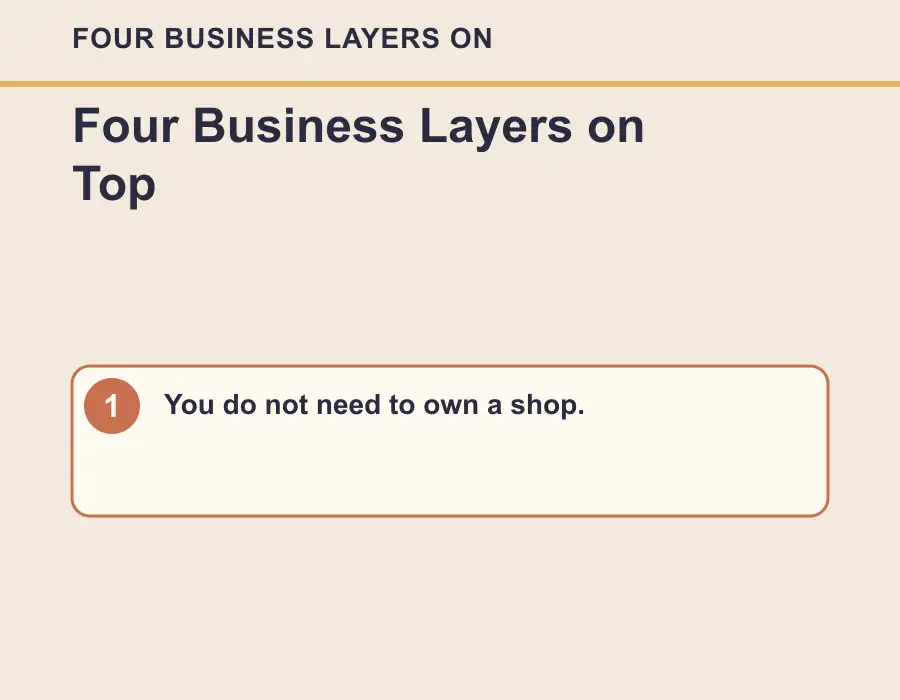 FOUR BUSINESS LAYERS ON
Four Business Layers on
Top
1 You do not need to own a shop.